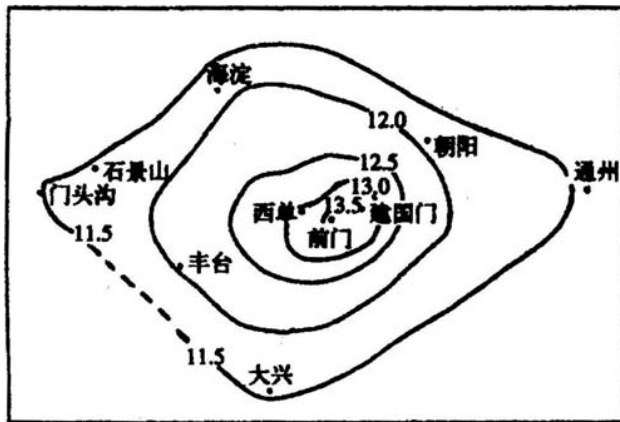 海淀
12.0
朝阳
12.5
通州
石景山
13.0
门头沟
西单
13.5
建国门
前门
11.5
丰台
11.5
大兴